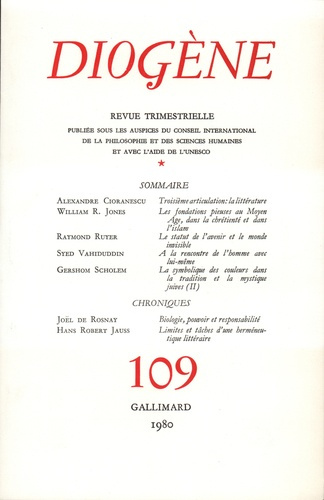 DIOGÈNE
REVUE TRIMESTRIELLE
PUBLIÉE SOUS LES AUSPICES DU CONSEIL INTERNATIONAL
DE LA PHILOSOPHIE ET DES SCIENCES HUMAINES
ET AVEC L'AIDE DE L'UNESCO
*
SOMMAIRE
ALEXANDRE CIORANESCU Troisième articulation: la littérature
WILLIAM R. JONES Les fondations pieuses au Moyen
Age, dans la chrétienté et dans
l'islam
RAYMOND RUYER Le statut de l'avenir et le monde
invisible
SYED VAHIDUDDIN A la rencontre de l'homme avec
lui-même
GERSHOM SCHOLEM La symbolique des couleurs dans
la tradition et la mystique
juives (II)
CHRONIQUES
JOËL DE ROSNAY Biologie, pouvoir et responsabilité
HANS ROBERT JAUSS Limites et tâches d'une herméneu-
tique littéraire
109
GALLIMARD
1980